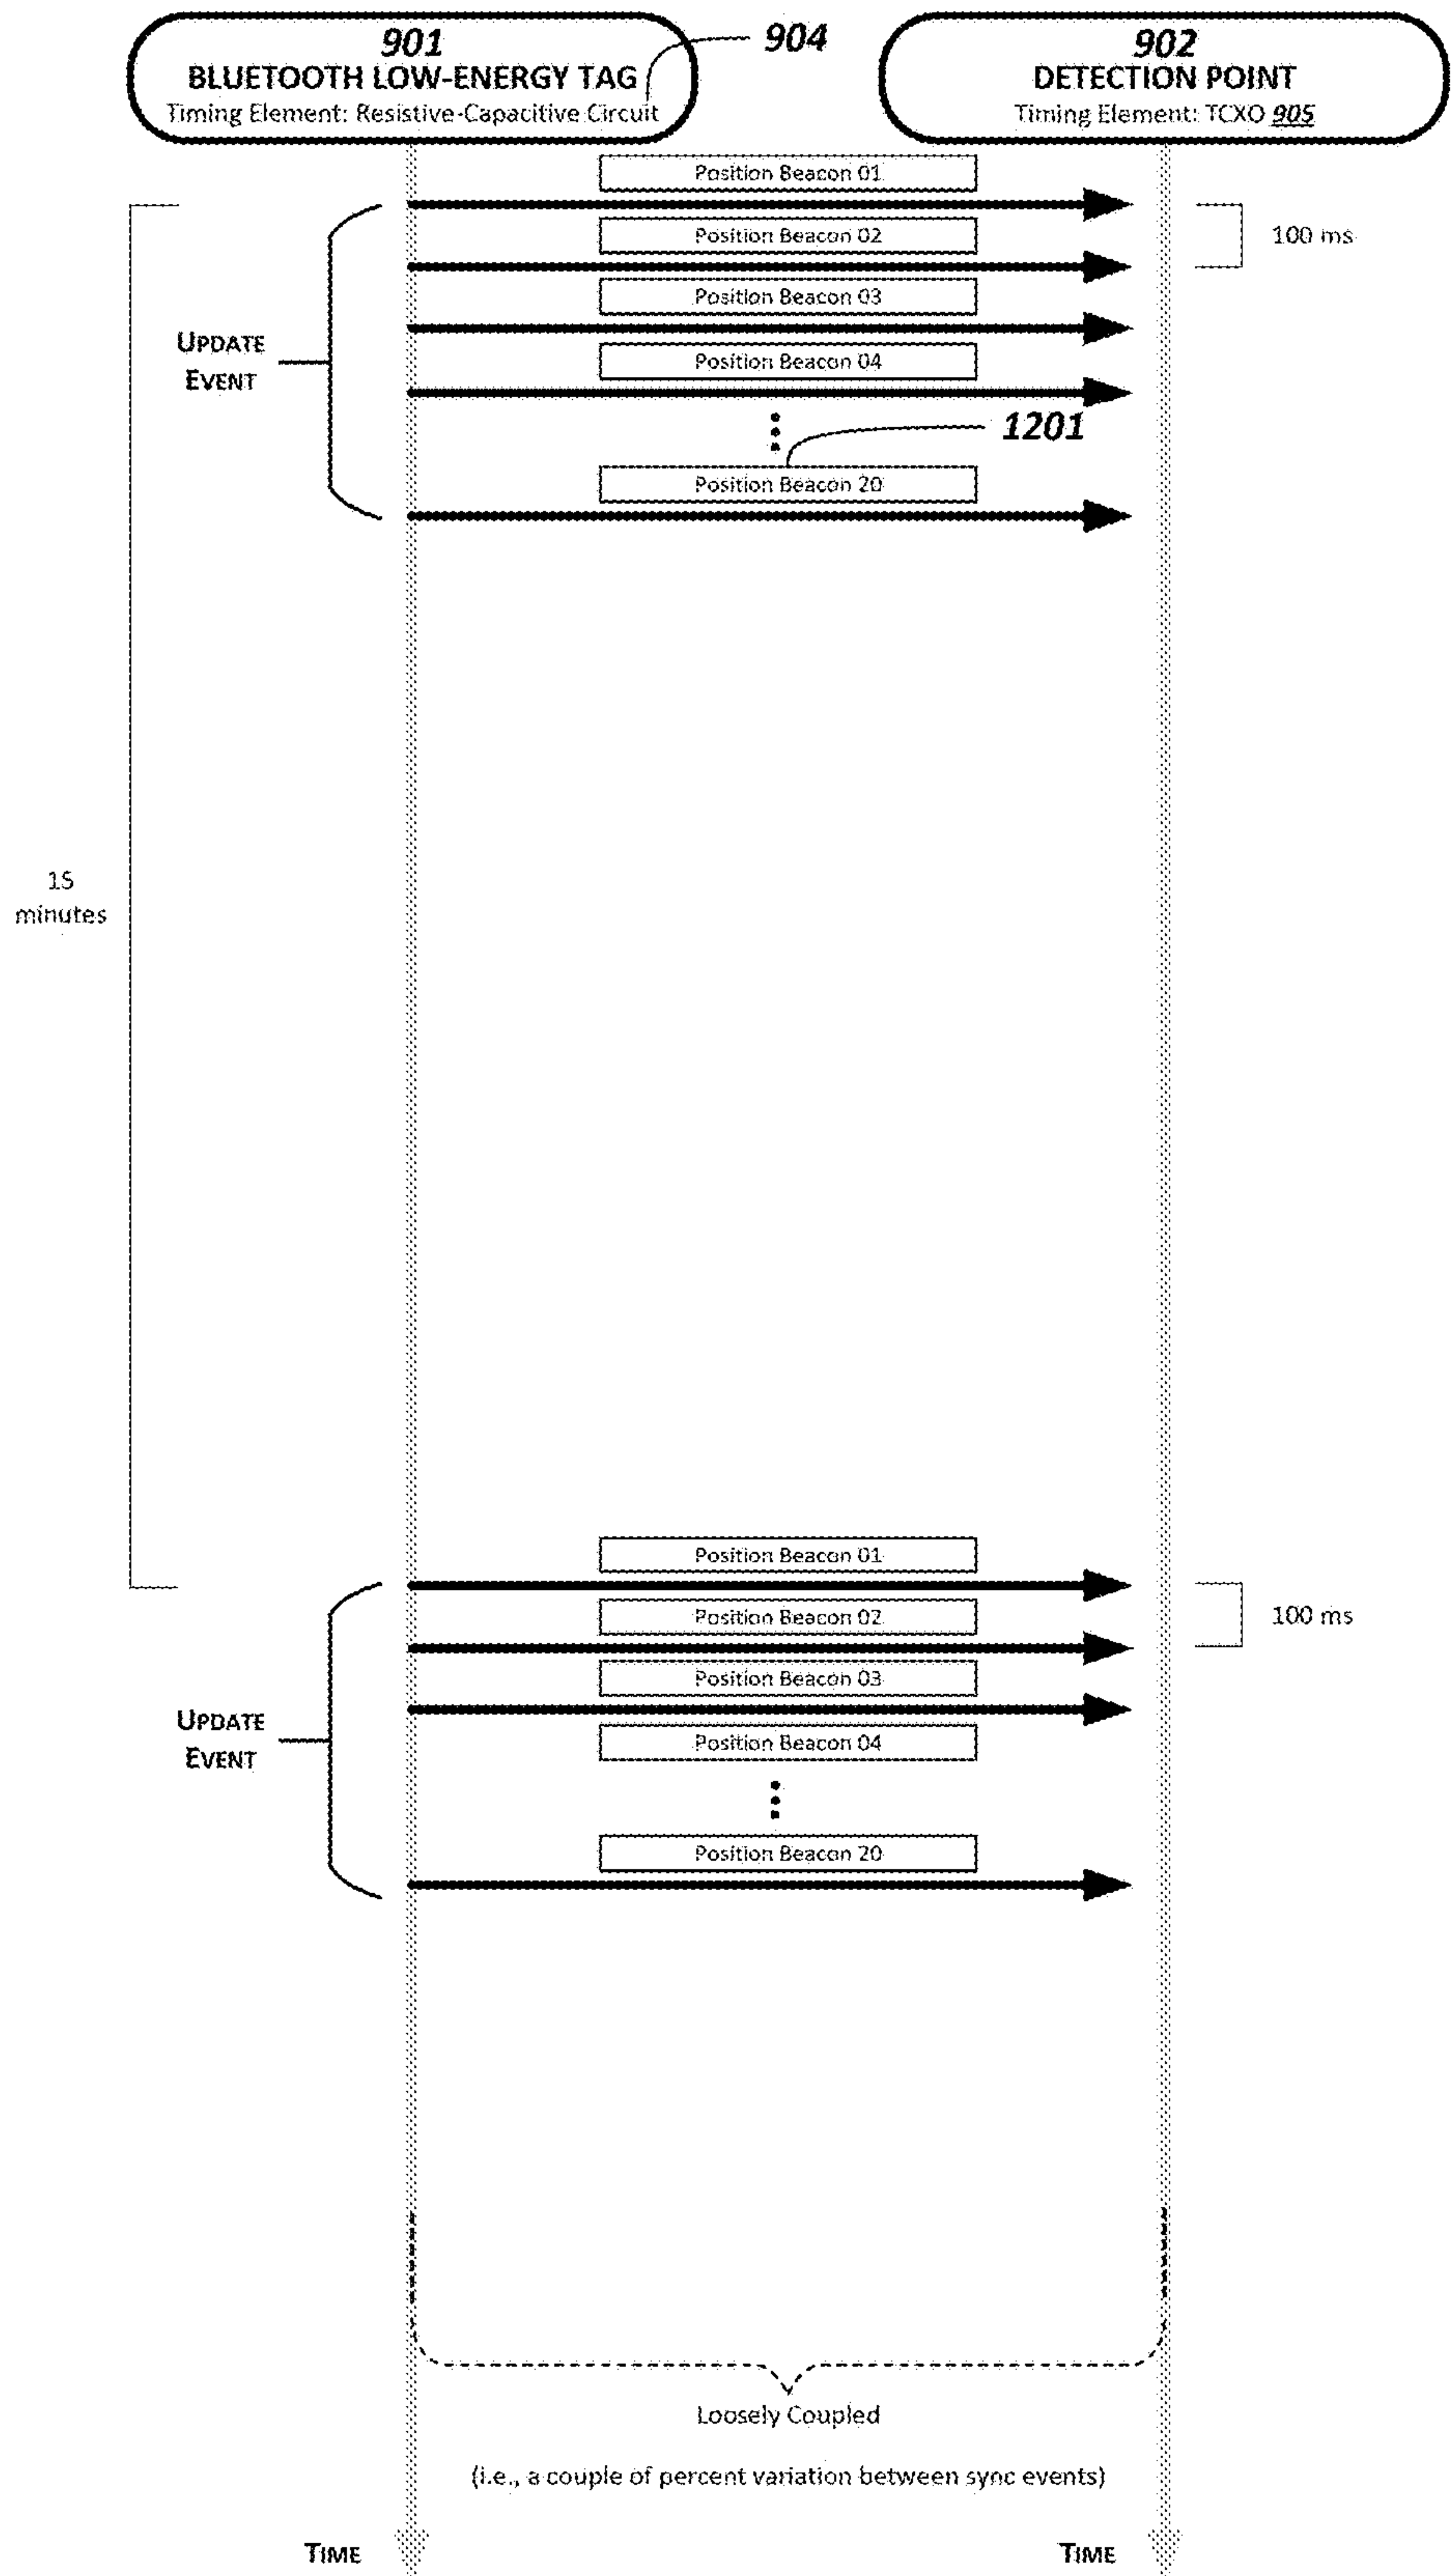 901
BLUETOOTH LOW-ENERGY TAG
Timing Element: Resistive-Capacitive Circuit
904
902
DETECTION POINT
Timing Element: TCXO 905
Position Beacon 01
Position Beacon 02
100 ms
Position Beacon 03
UPDATE
EVENT
Position Beacon 04
1201
Position Beacon 20
15
minutes
Position Beacon 01
Position Beacon 02
100 ms
Position Beacon 03
UPDATE
EVENT
Position Beacon 04
Position Beacon 20
Loosely Coupled
(i.e., a couple of percent variation between sync events)
TIME
TIME